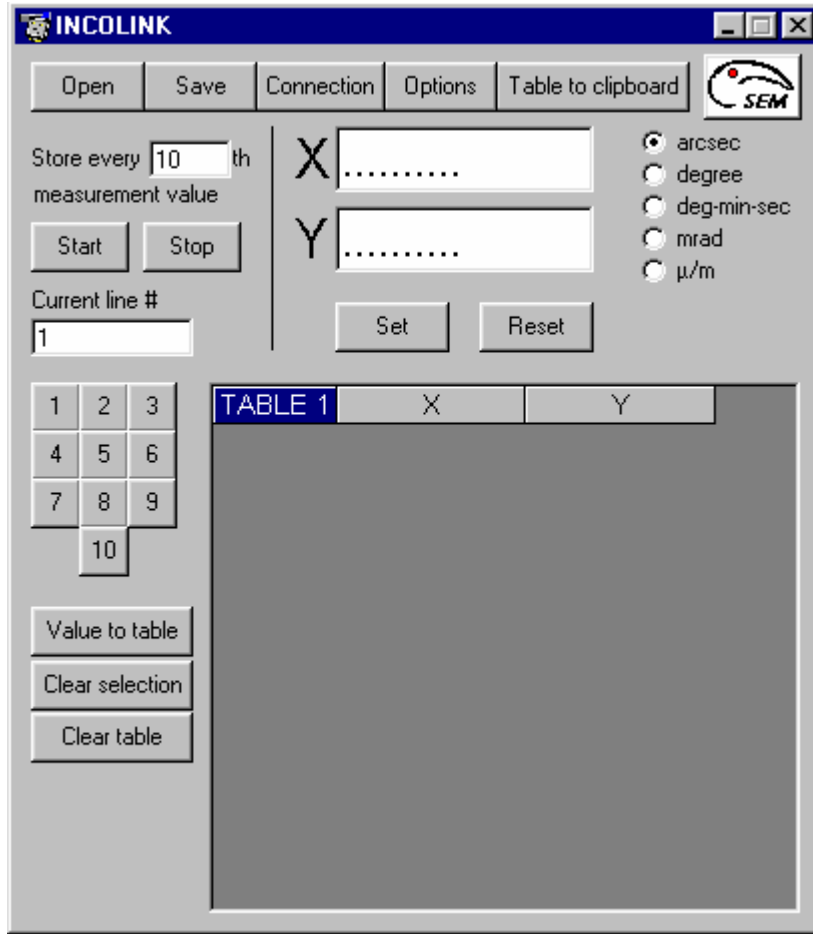 INCOLINK
Open Save Connection Options Table to clipboard SEM
Store every 10 th
measurement value
Start Stop
Current line #
1
X ..........
Y ..........
Set Reset
arcsec
degree
deg-min-sec
mrad
µ/m
1 2 3
4 5 6
7 8 9
10
Value to table
Clear selection
Clear table
TABLE 1 X Y